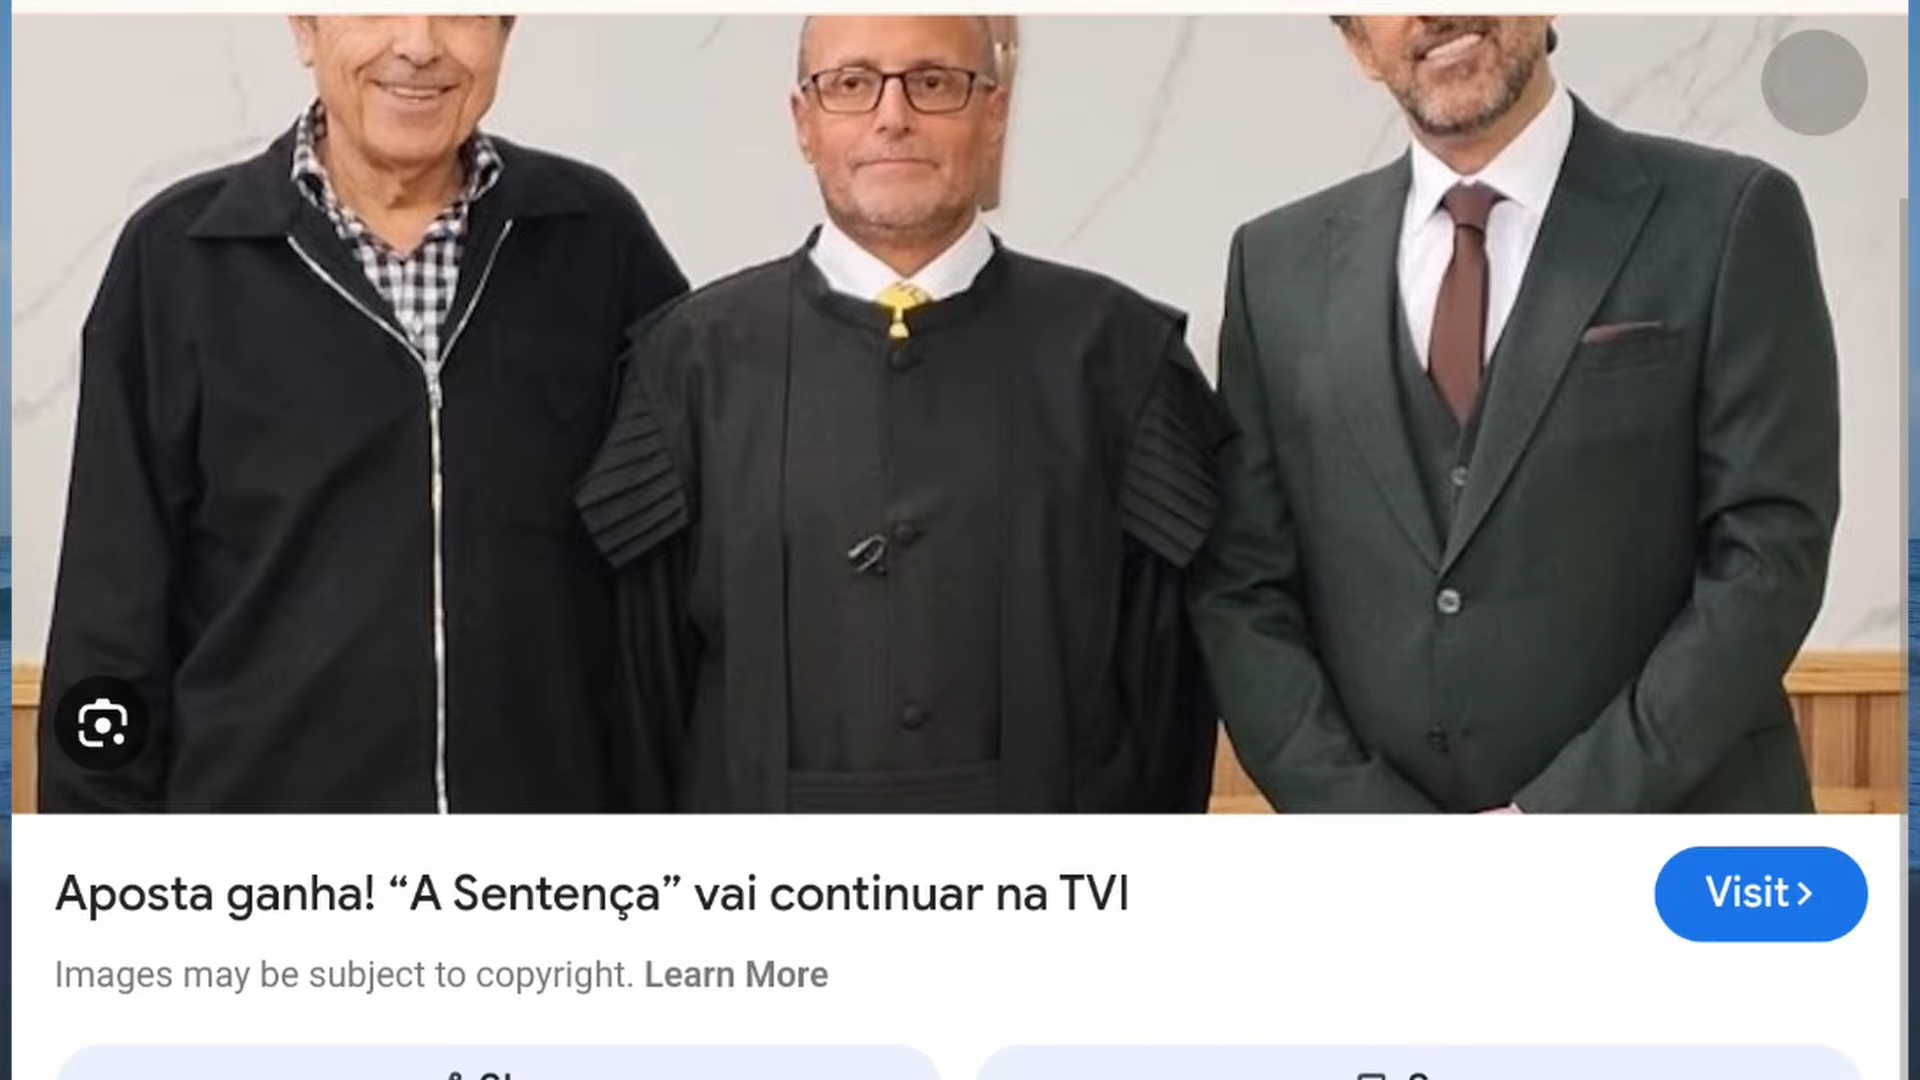 Aposta ganha! “A Sentença” vai continuar na TVI
Visit
Images may be subject to copyright. Learn More